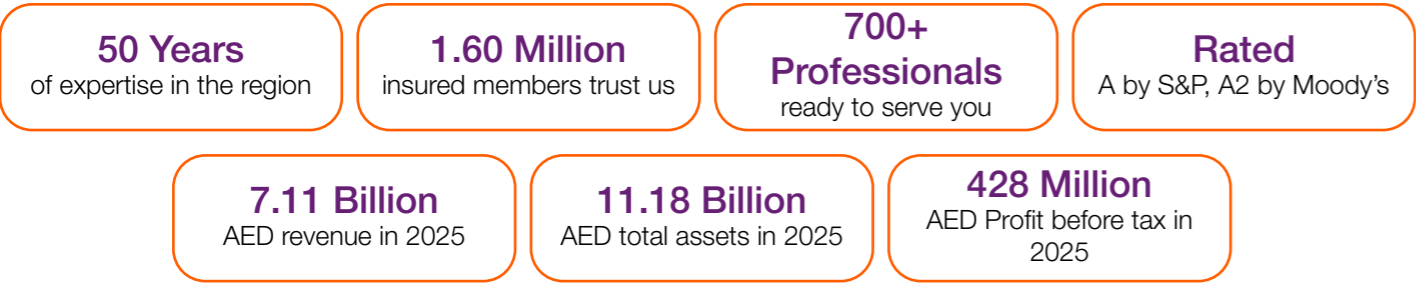 50 Years
of expertise in the region
1.60 Million
insured members trust us
700+
Professionals
ready to serve you
Rated
A by S&P, A2 by Moody's
7.11 Billion
AED revenue in 2025
11.18 Billion
AED total assets in 2025
428 Million
AED Profit before tax in
2025